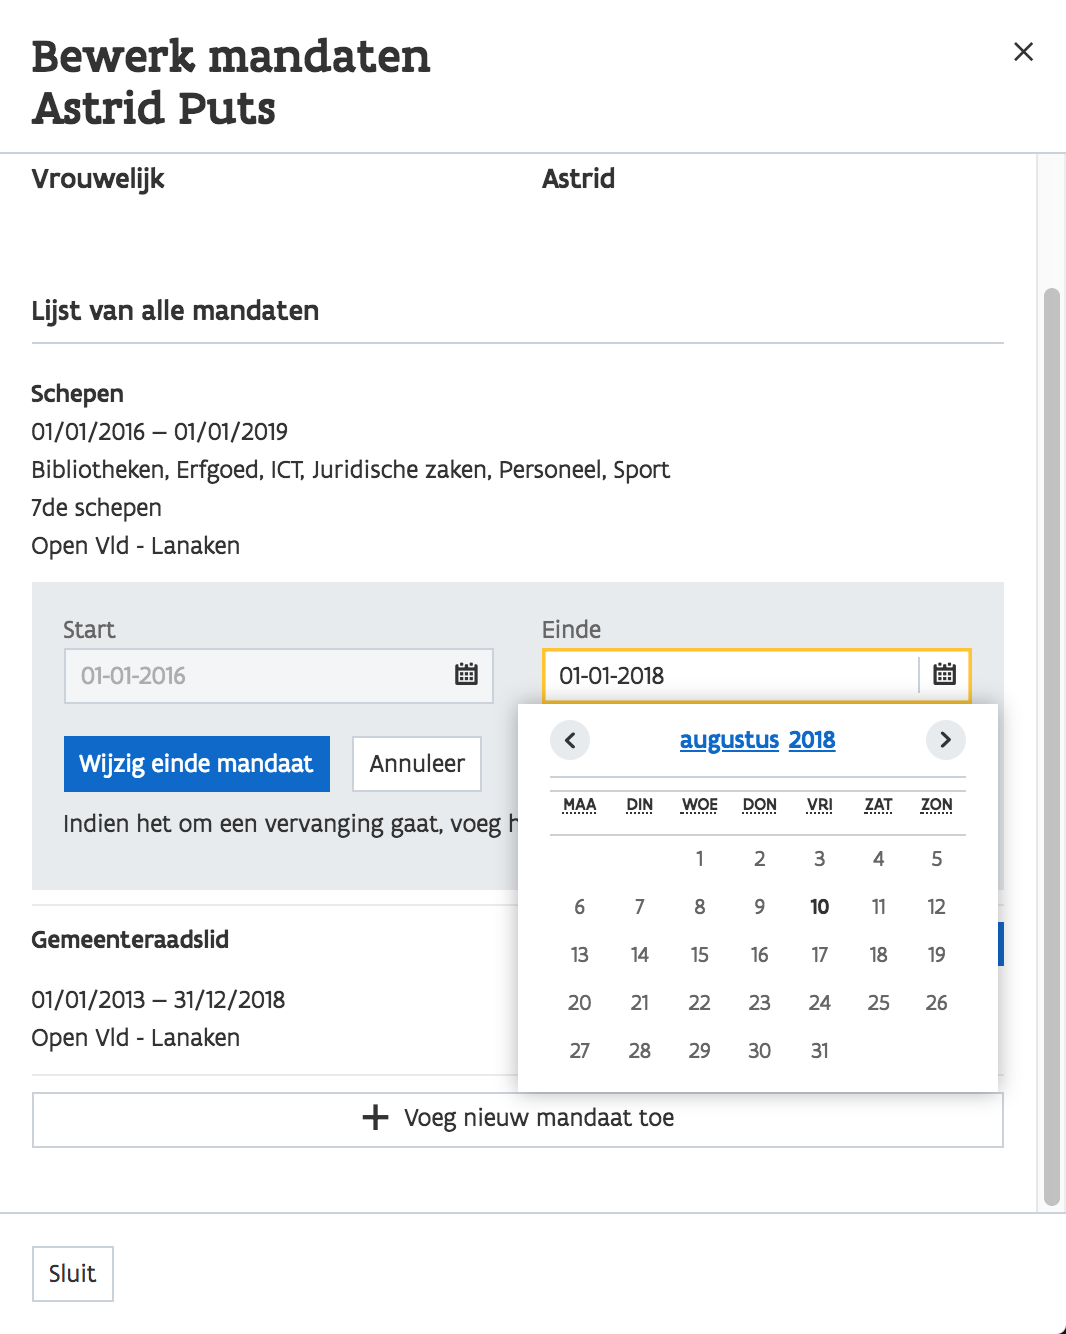 Bewerk mandaten
Astrid Puts
Vrouwelijk Astrid
Lijst van alle mandaten
Schepen
01/01/2016 – 01/01/2019
Bibliotheken, Erfgoed, ICT, Juridische zaken, Personeel, Sport
7de schepen
Open Vld - Lanaken
Start Einde
01-01-2016 01-01-2018
Wijzig einde mandaat Annuleer
Indien het om een vervanging gaat, voeg
augustus 2018
MAA DIN WOE DON VRI ZAT ZON
1 2 3 4 5
6 7 8 9 10 11 12
13 14 15 16 17 18 19
20 21 22 23 24 25 26
27 28 29 30 31
Gemeenteraadslid
01/01/2013 – 31/12/2018
Open Vld - Lanaken
Voeg nieuw mandaat toe
Sluit